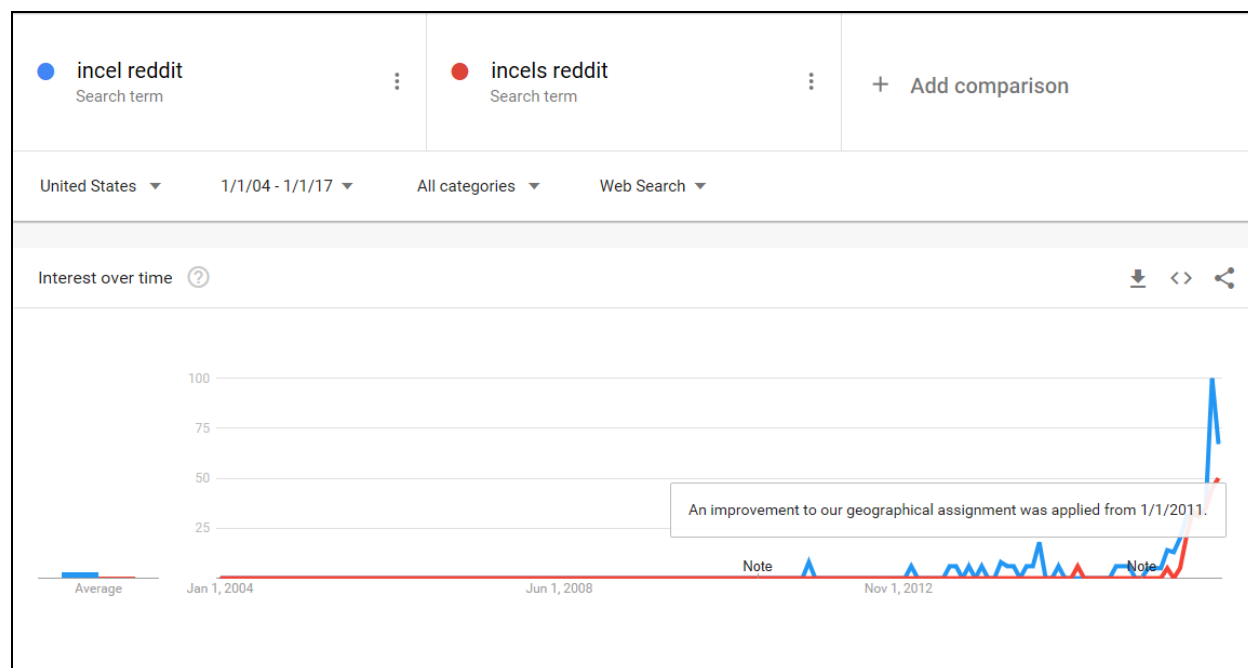 incel reddit
Search term
incels reddit
Search term
+ Add comparison
United States
1/1/04 - 1/1/17
All categories
Web Search
Interest over time
?
100
75
50
25
An improvement to our geographical assignment was applied from 1/1/2011.
Note
Note
Average
Jan 1, 2004
Jun 1, 2008
Nov 1, 2012